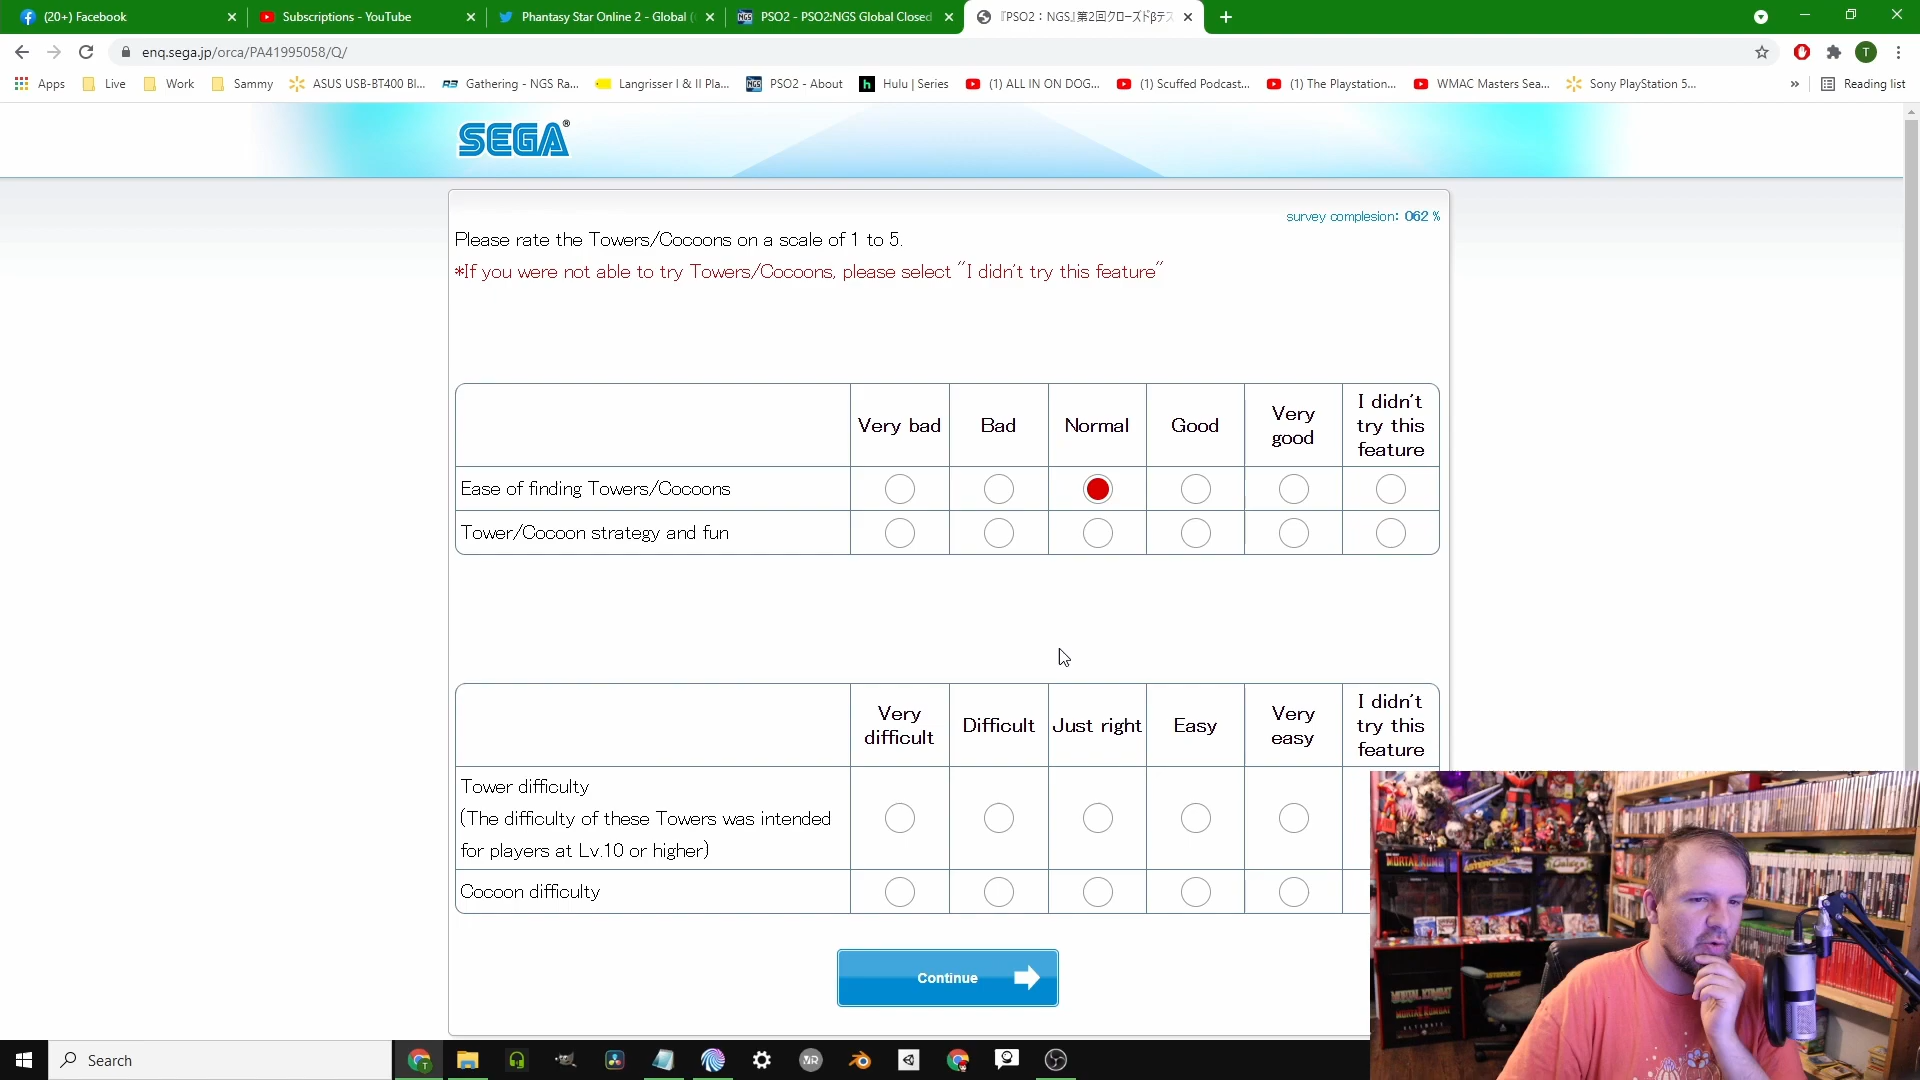 (20+) Facebook
Subscriptions - YouTube
Phantasy Star Online 2 - Global (
PSO2 - PSO2:NGS Global Closed
『PSO2：NGS』第2回クローズドβテス
enq.sega.jp/orca/PA41995058/Q/
T
Apps
Live
Work
Sammy
ASUS USB-BT400 Bl...
Gathering - NGS Ra...
Langrisser I & II Pla...
PSO2 - About
Hulu | Series
(1) ALL IN ON DOG...
(1) Scuffed Podcast...
(1) The Playstation...
WMAC Masters Sea...
Sony PlayStation 5...
»
Reading list
SEGA®
survey complesion: 062 %
Please rate the Towers/Cocoons on a scale of 1 to 5.
*If you were not able to try Towers/Cocoons, please select "I didn't try this feature"
Very bad
Bad
Normal
Good
Very
good
I didn't
try this
feature
Ease of finding Towers/Cocoons
Tower/Cocoon strategy and fun
Very
difficult
Difficult
Just right
Easy
Very
easy
I didn't
try this
feature
Tower difficulty
(The difficulty of these Towers was intended
for players at Lv.10 or higher)
Cocoon difficulty
Continue
MORTAL KOMBAT
ASTEROIDS
Galaga
MORTAL KOMBAT
Search